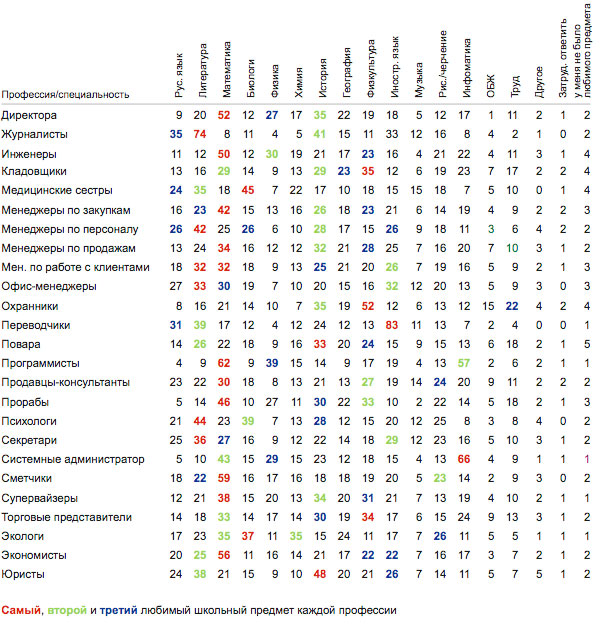 Рус. язык
Литература
Математика
Биологи
Физика
Химия
История
География
Физкультура
Иностр. язык
Музыка
Рис./черчение
Инфоматика
ОБЖ
Труд
Другое
Затруд. ответить
у меня не было
любимого предмета
Профессия/специальность
Директора 9 20 52 12 27 17 35 22 19 18 5 12 17 1 11 2 1 2
Журналисты 35 74 8 11 4 5 41 15 11 33 12 16 8 4 2 1 0 2
Инженеры 11 12 50 12 30 19 21 17 23 16 4 21 22 4 11 3 1 4
Кладовщики 13 16 29 14 9 13 29 23 35 12 6 19 23 7 17 2 2 4
Медицинские сестры 24 35 18 45 7 22 17 10 18 15 15 18 7 5 10 0 1 4
Менеджеры по закупкам 16 23 42 15 13 16 26 18 23 21 6 14 19 4 9 2 2 3
Менеджеры по персоналу 26 42 25 26 6 10 28 17 15 26 9 18 11 3 6 4 2 2
Менеджеры по продажам 13 24 34 16 12 12 32 21 28 25 7 16 20 7 10 3 1 2
Мен. по работе с клиентами 18 32 32 18 9 13 25 21 20 26 7 19 16 5 9 2 1 3
Офис-менеджеры 27 33 30 19 7 10 20 15 16 32 12 20 13 5 9 3 0 3
Охранники 8 16 21 14 10 7 35 19 52 12 6 13 12 15 22 4 2 4
Переводчики 31 39 17 12 4 12 24 12 13 83 11 13 7 2 4 0 0 1
Повара 14 26 22 18 9 16 33 20 24 15 9 15 13 6 18 2 1 5
Программисты 4 9 62 9 39 15 14 9 17 19 4 13 57 2 6 2 1 2
Продавцы-консультанты 23 22 30 18 8 13 21 13 27 19 14 24 20 9 11 2 2 2
Прорабы 5 14 46 10 27 11 30 22 33 10 2 22 14 5 18 2 1 3
Психологи 21 44 23 39 7 13 28 12 15 20 12 25 8 3 8 4 0 2
Секретари 25 36 27 16 9 12 22 14 18 29 12 23 16 5 10 3 1 2
Системные администратор 5 10 43 15 29 15 23 12 18 15 4 13 66 4 9 1 1 1
Сметчики 18 22 59 16 17 16 18 18 19 20 5 23 14 2 9 3 0 2
Супервайзеры 12 21 38 15 20 13 34 20 31 21 7 13 19 4 10 2 1 1
Торговые представители 14 18 33 14 17 14 30 19 34 17 6 15 24 9 13 3 1 2
Экологи 17 23 35 37 11 35 15 24 11 17 7 26 11 5 5 1 1 1
Экономисты 20 25 56 11 16 14 21 17 22 22 7 16 17 3 7 2 1 2
Юристы 24 38 21 15 9 10 48 20 21 26 7 14 11 5 7 5 1 2
Самый, второй и третий любимый школьный предмет каждой профессии